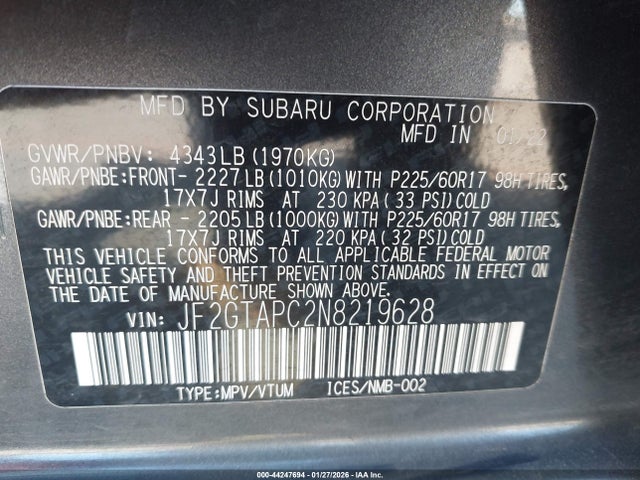 MFD BY SUBARU CORPORATION
MFD IN 01/22
GVWR/PNBV: 4343LB(1970KG)
GAWR/PNBE:FRONT- 2227LB(1010KG)WITH P225/60R17 98H TIRES,
17X7J RIMS AT 230 KPA(33 PSI)COLD
GAWR/PNBE:REAR - 2205LB(1000KG)WITH P225/60R17 98H TIRES,
17X7J RIMS AT 220 KPA(32 PSI)COLD
THIS VEHICLE CONFORMS TO ALL APPLICABLE FEDERAL MOTOR
VEHICLE SAFETY AND THEFT PREVENTION STANDARDS IN EFFECT ON
THE DATE OF MANUFACTURE SHOWN ABOVE.
VIN: JF2GTAPC2N8219628
TYPE:MPV/VTUM ICES/NMB-002
000-44247694 | 01/27/2026 | IAA Inc.